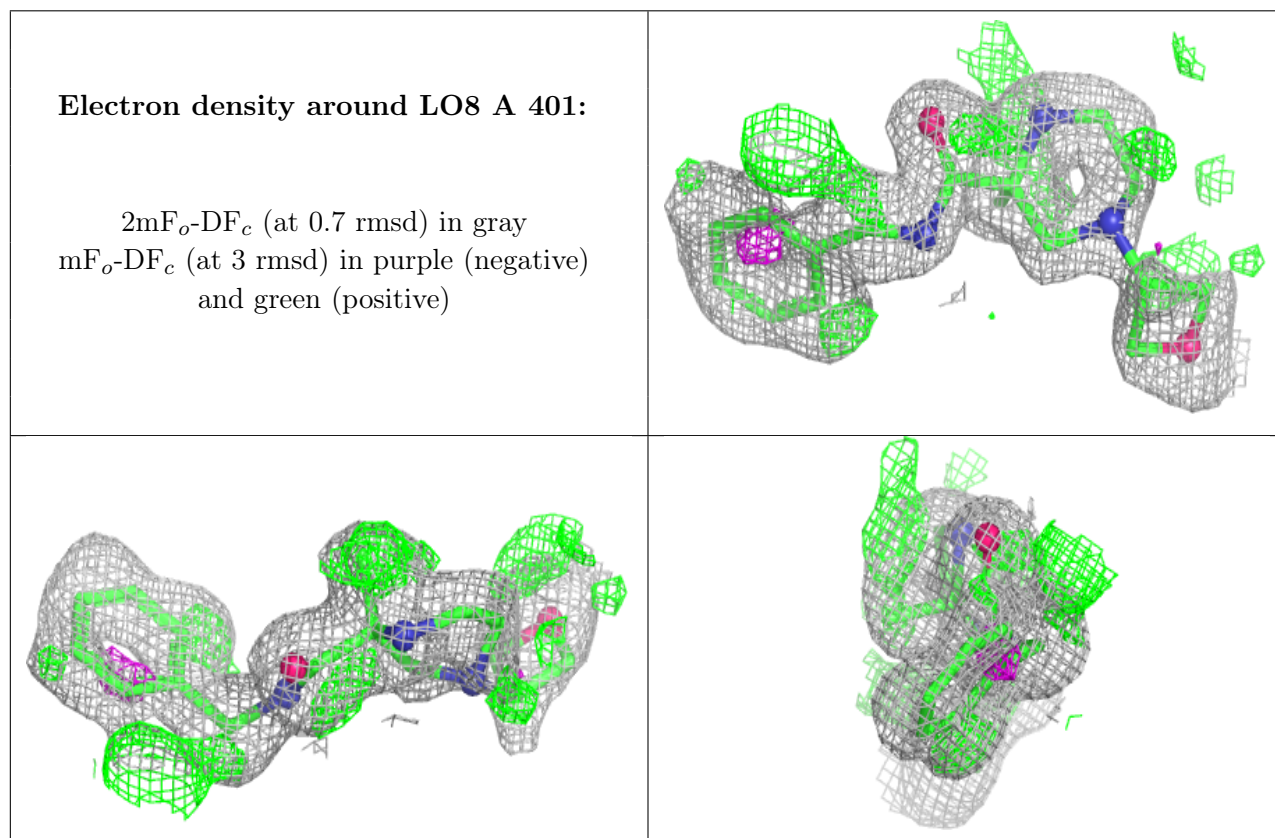 Electron density around LO8 A 401:
2mFo-DFc (at 0.7 rmsd) in gray
mFo-DFc (at 3 rmsd) in purple (negative)
and green (positive)